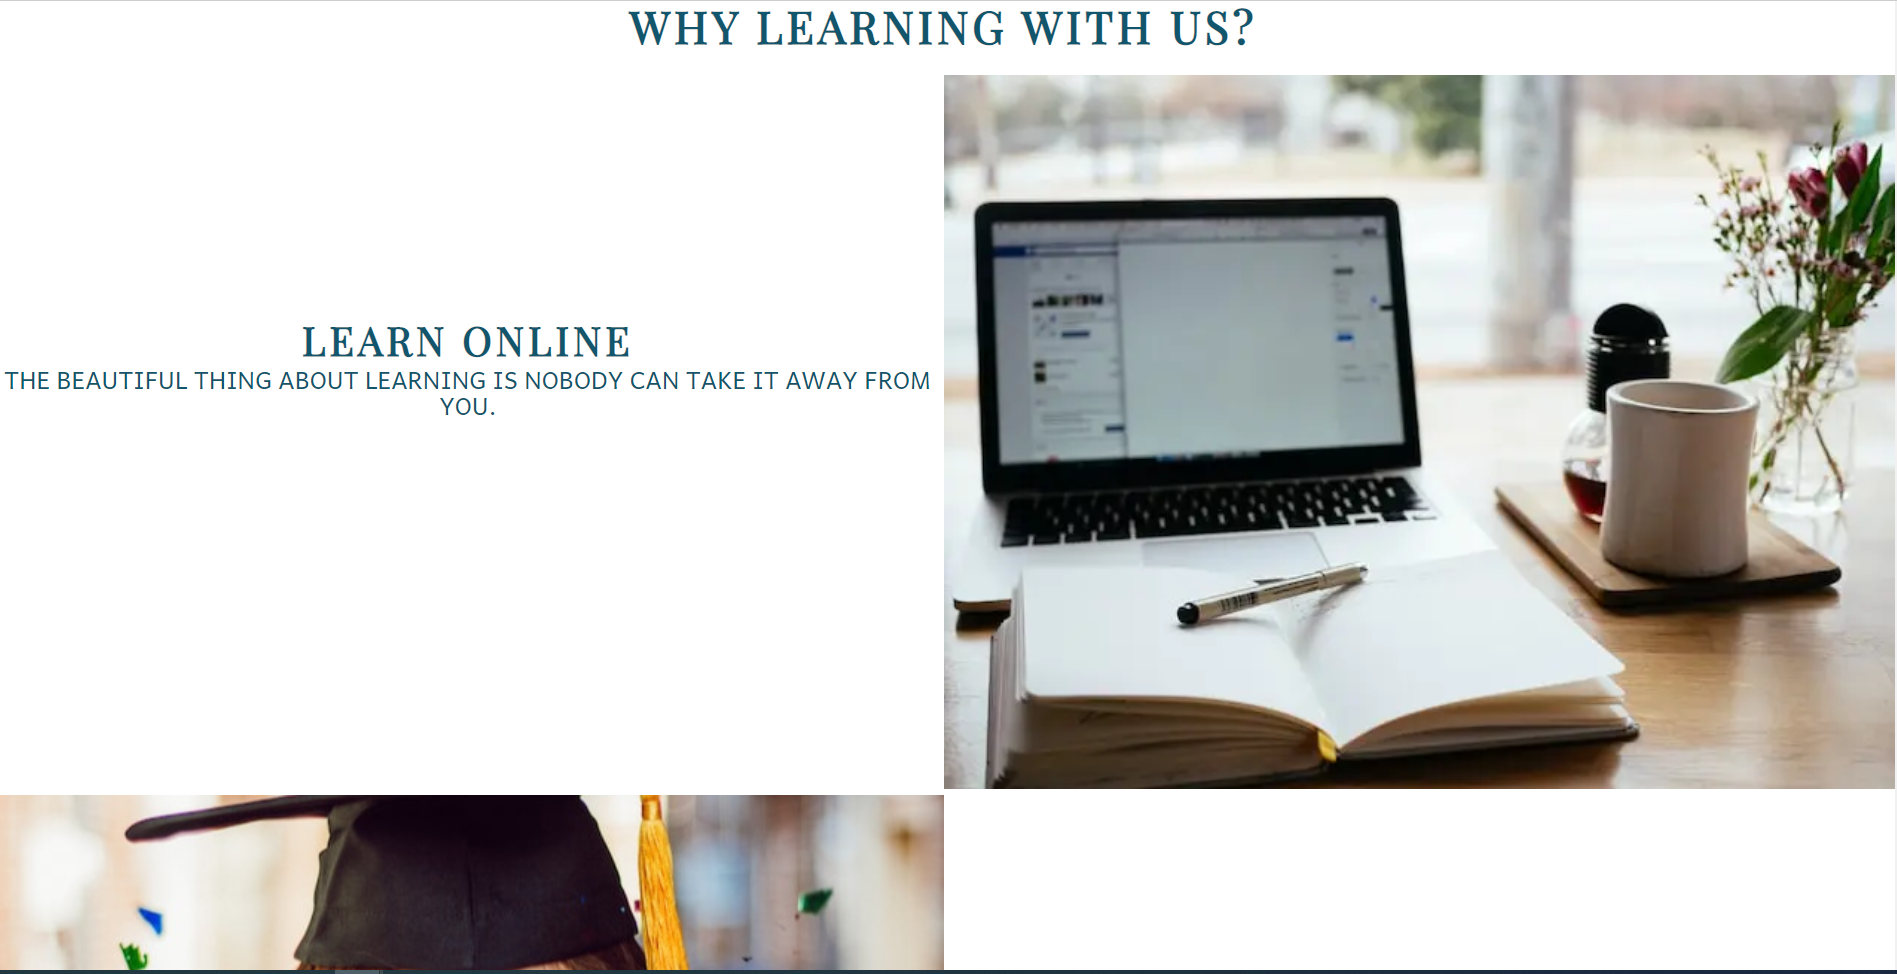 WHY LEARNING WITH US?
LEARN ONLINE
THE BEAUTIFUL THING ABOUT LEARNING IS NOBODY CAN TAKE IT AWAY FROM
YOU.